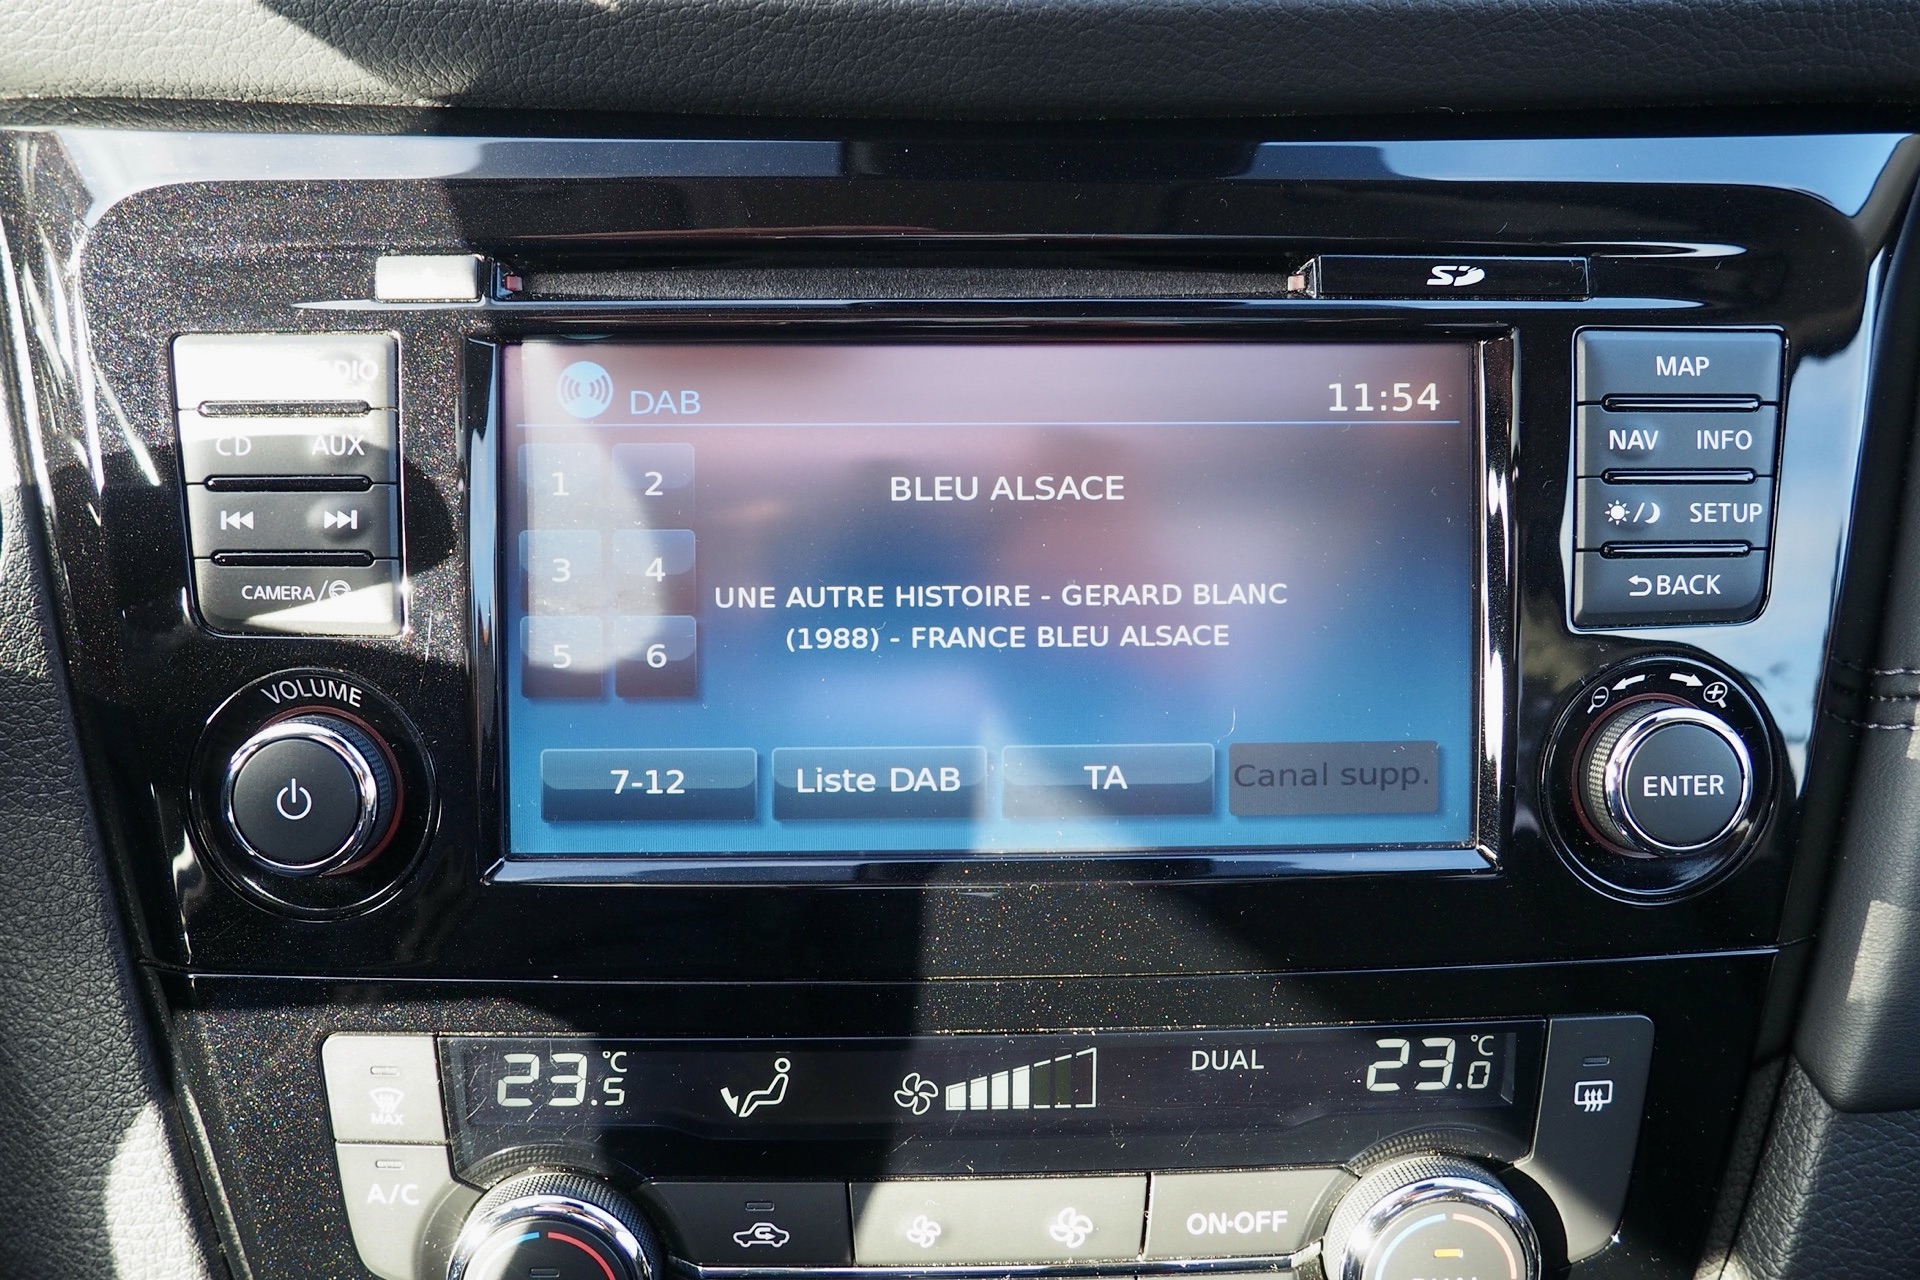 SD
RADIO
CD AUX
CAMERA/
VOLUME
DAB
11:54
1 2
3 4
5 6
BLEU ALSACE
UNE AUTRE HISTOIRE - GERARD BLANC
(1988) - FRANCE BLEU ALSACE
7-12 Liste DAB TA Canal supp.
MAP
NAV INFO
SETUP
BACK
ENTER
23.5 °C
DUAL
23.0 °C
MAX
A/C
ON·OFF
DUAL